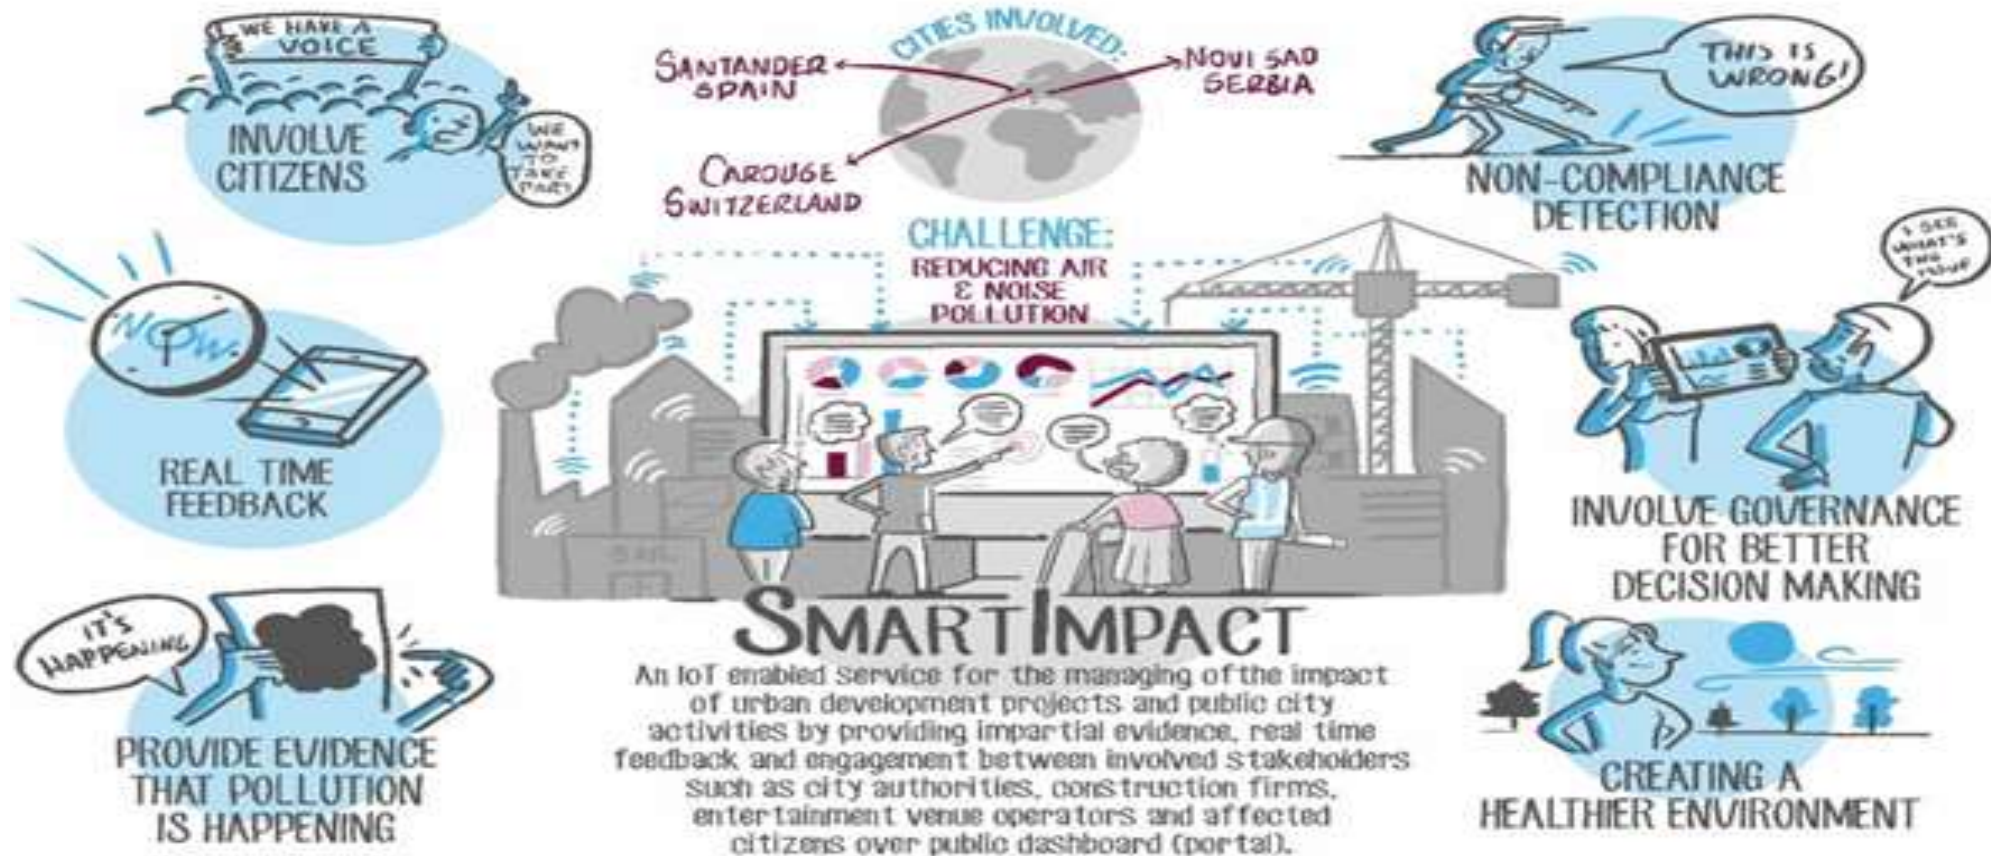 WE HAVE A
VOICE
WE
WANT
TO
TAKE
PART!
INVOLVE
CITIZENS
CITIES INVOLVED:
SANTANDER
SPAIN
NOVI SAD
SERBIA
CAROUGE
SWITZERLAND
THIS IS
WRONG!
NON-COMPLIANCE
DETECTION
CHALLENGE:
REDUCING AIR
& NOISE
POLLUTION
NOW
REAL TIME
FEEDBACK
I SEE
WHAT'S
THE
ISSUE
INVOLVE GOVERNANCE
FOR BETTER
DECISION MAKING
IT'S
HAPPENING
PROVIDE EVIDENCE
THAT POLLUTION
IS HAPPENING
SMART IMPACT
An IoT enabled service for the managing of the impact
of urban development projects and public city
activities by providing impartial evidence, real time
feedback and engagement between involved stakeholders
such as city authorities, construction firms,
entertainment venue operators and affected
citizens over public dashboard (portal).
CREATING A
HEALTHIER ENVIRONMENT